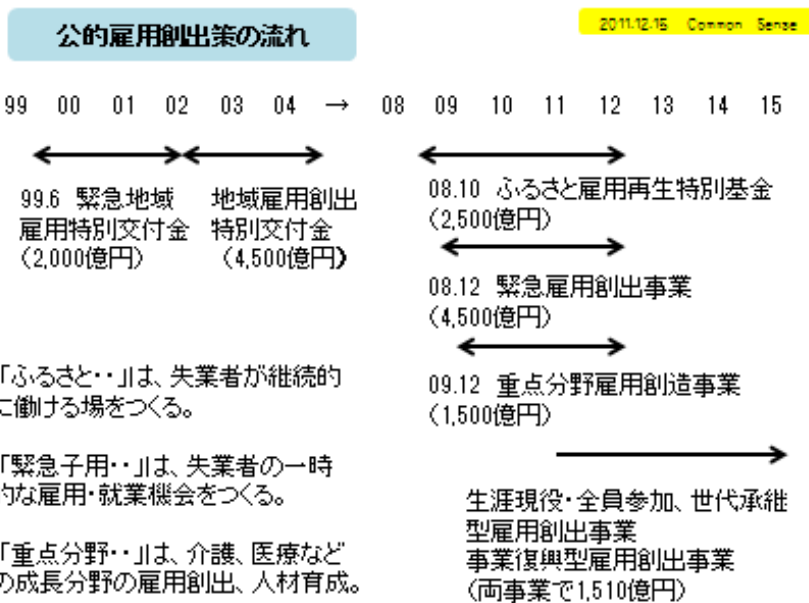 公的雇用創出策の流れ
2011.12.15 Common Sense
99 00 01 02 03 04 → 08 09 10 11 12 13 14 15
99.6 緊急地域
雇用特別交付金
(2,000億円)
地域雇用創出
特別交付金
(4,500億円)
08.10 ふるさと雇用再生特別基金
(2,500億円)
08.12 緊急雇用創出事業
(4,500億円)
09.12 重点分野雇用創造事業
(1,500億円)
生涯現役・全員参加、世代承継
型雇用創出事業
事業復興型雇用創出事業
(両事業で1,510億円)
「ふるさと・・」は、失業者が継続的
に働ける場をつくる。
「緊急子用・・」は、失業者の一時
的な雇用・就業機会をつくる。
「重点分野・・」は、介護、医療など
の成長分野の雇用創出、人材育成。